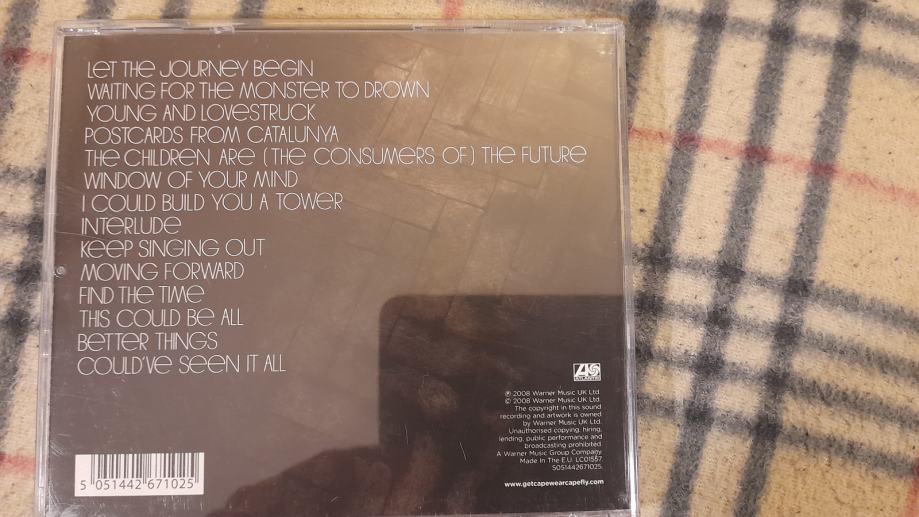 LET THE JOURNEY BEGIN
WAITING FOR THE MONSTER TO DROWN
YOUNG AND LOVESTRUCK
POSTCARDS FROM CATALUNYA
THE CHILDREN ARE (THE CONSUMERS OF) THE FUTURE
WINDOW OF YOUR MIND
I COULD BUILD YOU A TOWER
INTERLUDE
KEEP SINGING OUT
MOVING FORWARD
FIND THE TIME
THIS COULD BE ALL
BETTER THINGS
COULD'VE SEEN IT ALL
ATLANTIC
℗ 2008 Warner Music UK Ltd.
© 2008 Warner Music UK Ltd.
The copyright in this sound
recording and artwork is owned
by Warner Music UK Ltd.
Unauthorised copying, hiring,
lending, public performance and
broadcasting prohibited.
A Warner Music Group Company.
Made In The E.U. LC01557.
5051442671025.
www.getcapewearcapefly.com
5 051442 671025